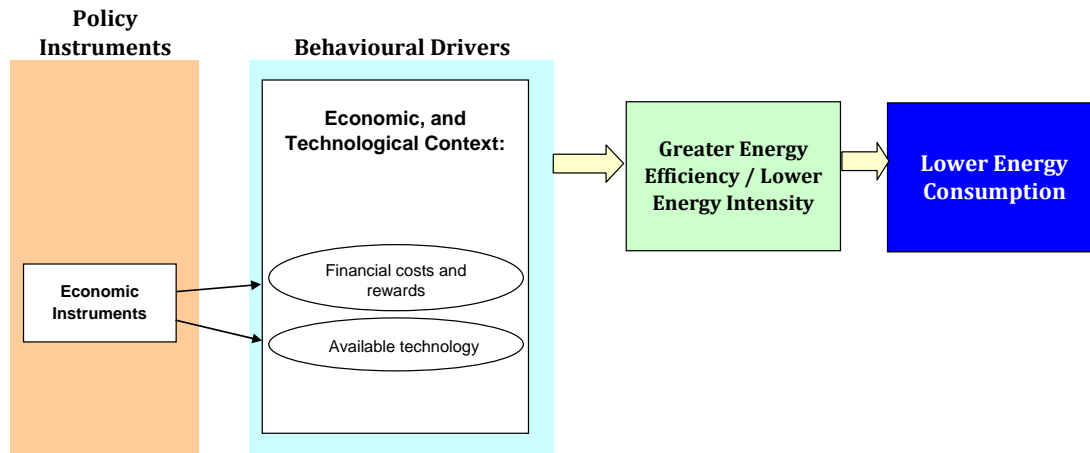 Policy
Instruments
Behavioural Drivers
Economic, and
Technological Context:
Greater Energy
Efficiency / Lower
Energy Intensity
Lower Energy
Consumption
Economic
Instruments
Financial costs and
rewards
Available technology